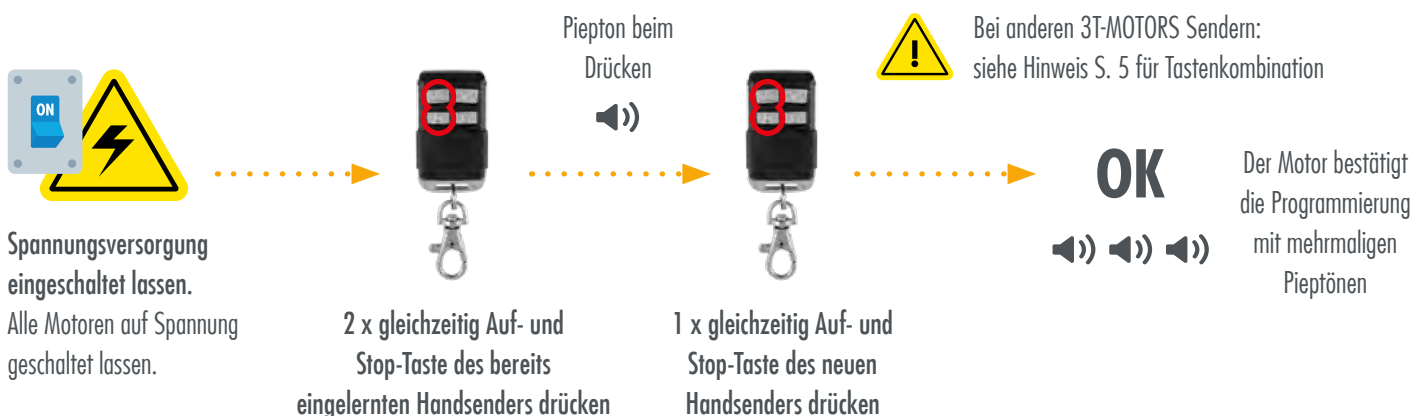 ON
Spannungsversorgung
eingeschaltet lassen.
Alle Motoren auf Spannung
geschaltet lassen.
2 x gleichzeitig Auf- und
Stop-Taste des bereits
eingelernten Handsenders drücken
Piepton beim
Drücken
1 x gleichzeitig Auf- und
Stop-Taste des neuen
Handsenders drücken
!
Bei anderen 3T-MOTORS Sendern:
siehe Hinweis S. 5 für Tastenkombination
OK
Der Motor bestätigt
die Programmierung
mit mehrmaligen
Pieptönen